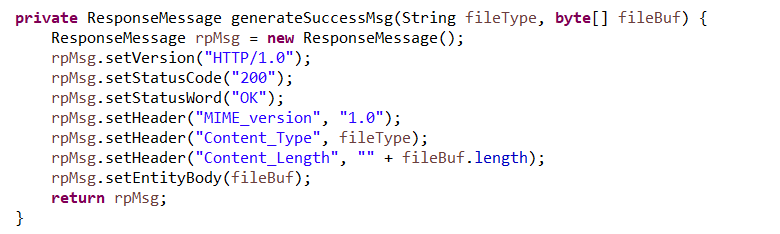 private ResponseMessage generateSuccessMsg(String fileType, byte[] fileBuf) {
    ResponseMessage rpMsg = new ResponseMessage();
    rpMsg.setVersion("HTTP/1.0");
    rpMsg.setStatusCode("200");
    rpMsg.setStatusWord("OK");
    rpMsg.setHeader("MIME_version", "1.0");
    rpMsg.setHeader("Content_Type", fileType);
    rpMsg.setHeader("Content_Length", "" + fileBuf.length);
    rpMsg.setEntityBody(fileBuf);
    return rpMsg;
}